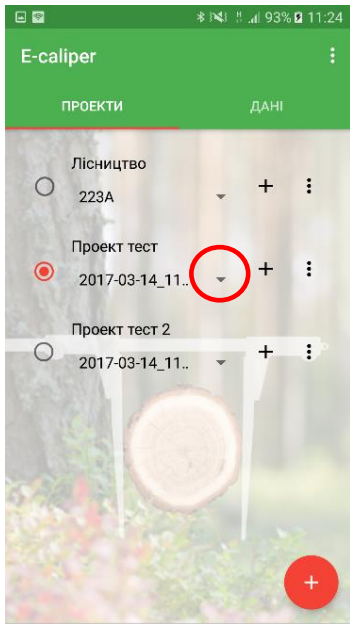 93% 11:24
E-caliper
ПРОЕКТИ ДАНІ
Лісництво
223А
Проект тест
2017-03-14_11..
Проект тест 2
2017-03-14_11..